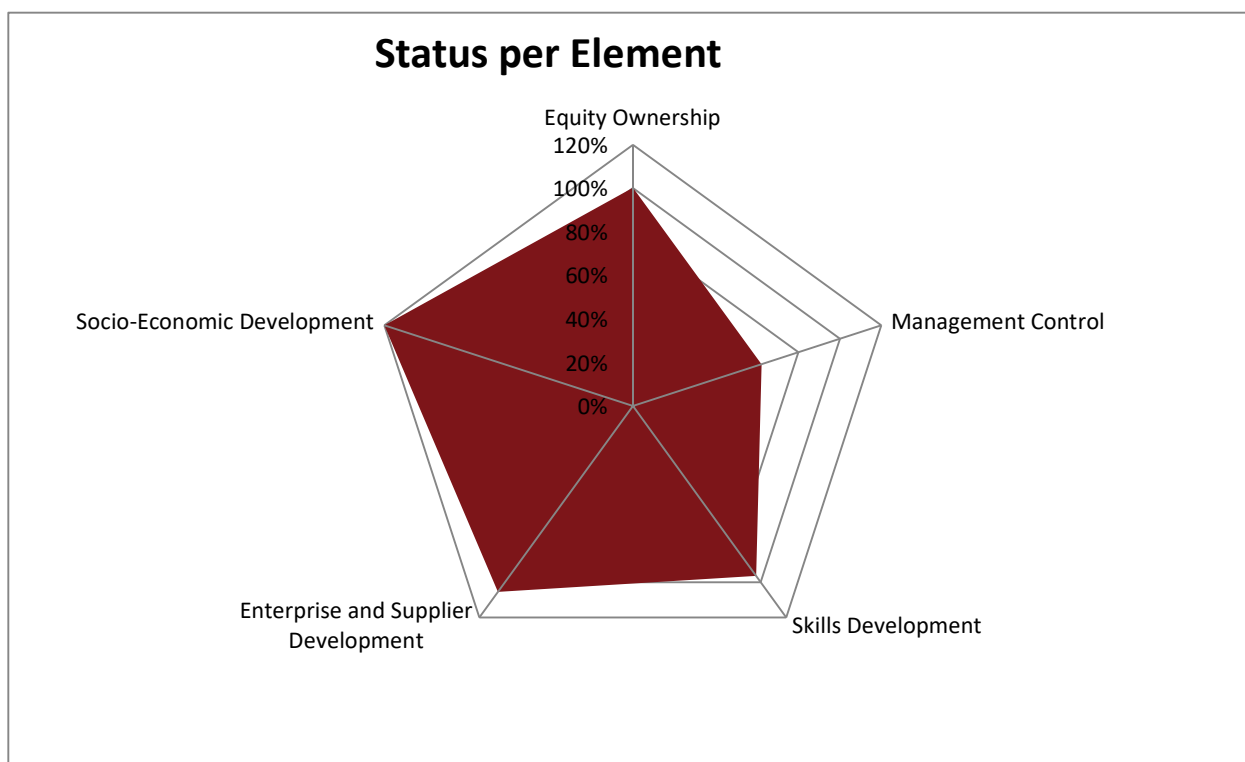 Status per Element
Equity Ownership
120%
100%
80%
60%
40%
20%
0%
Management Control
Skills Development
Enterprise and Supplier
Development
Socio-Economic Development